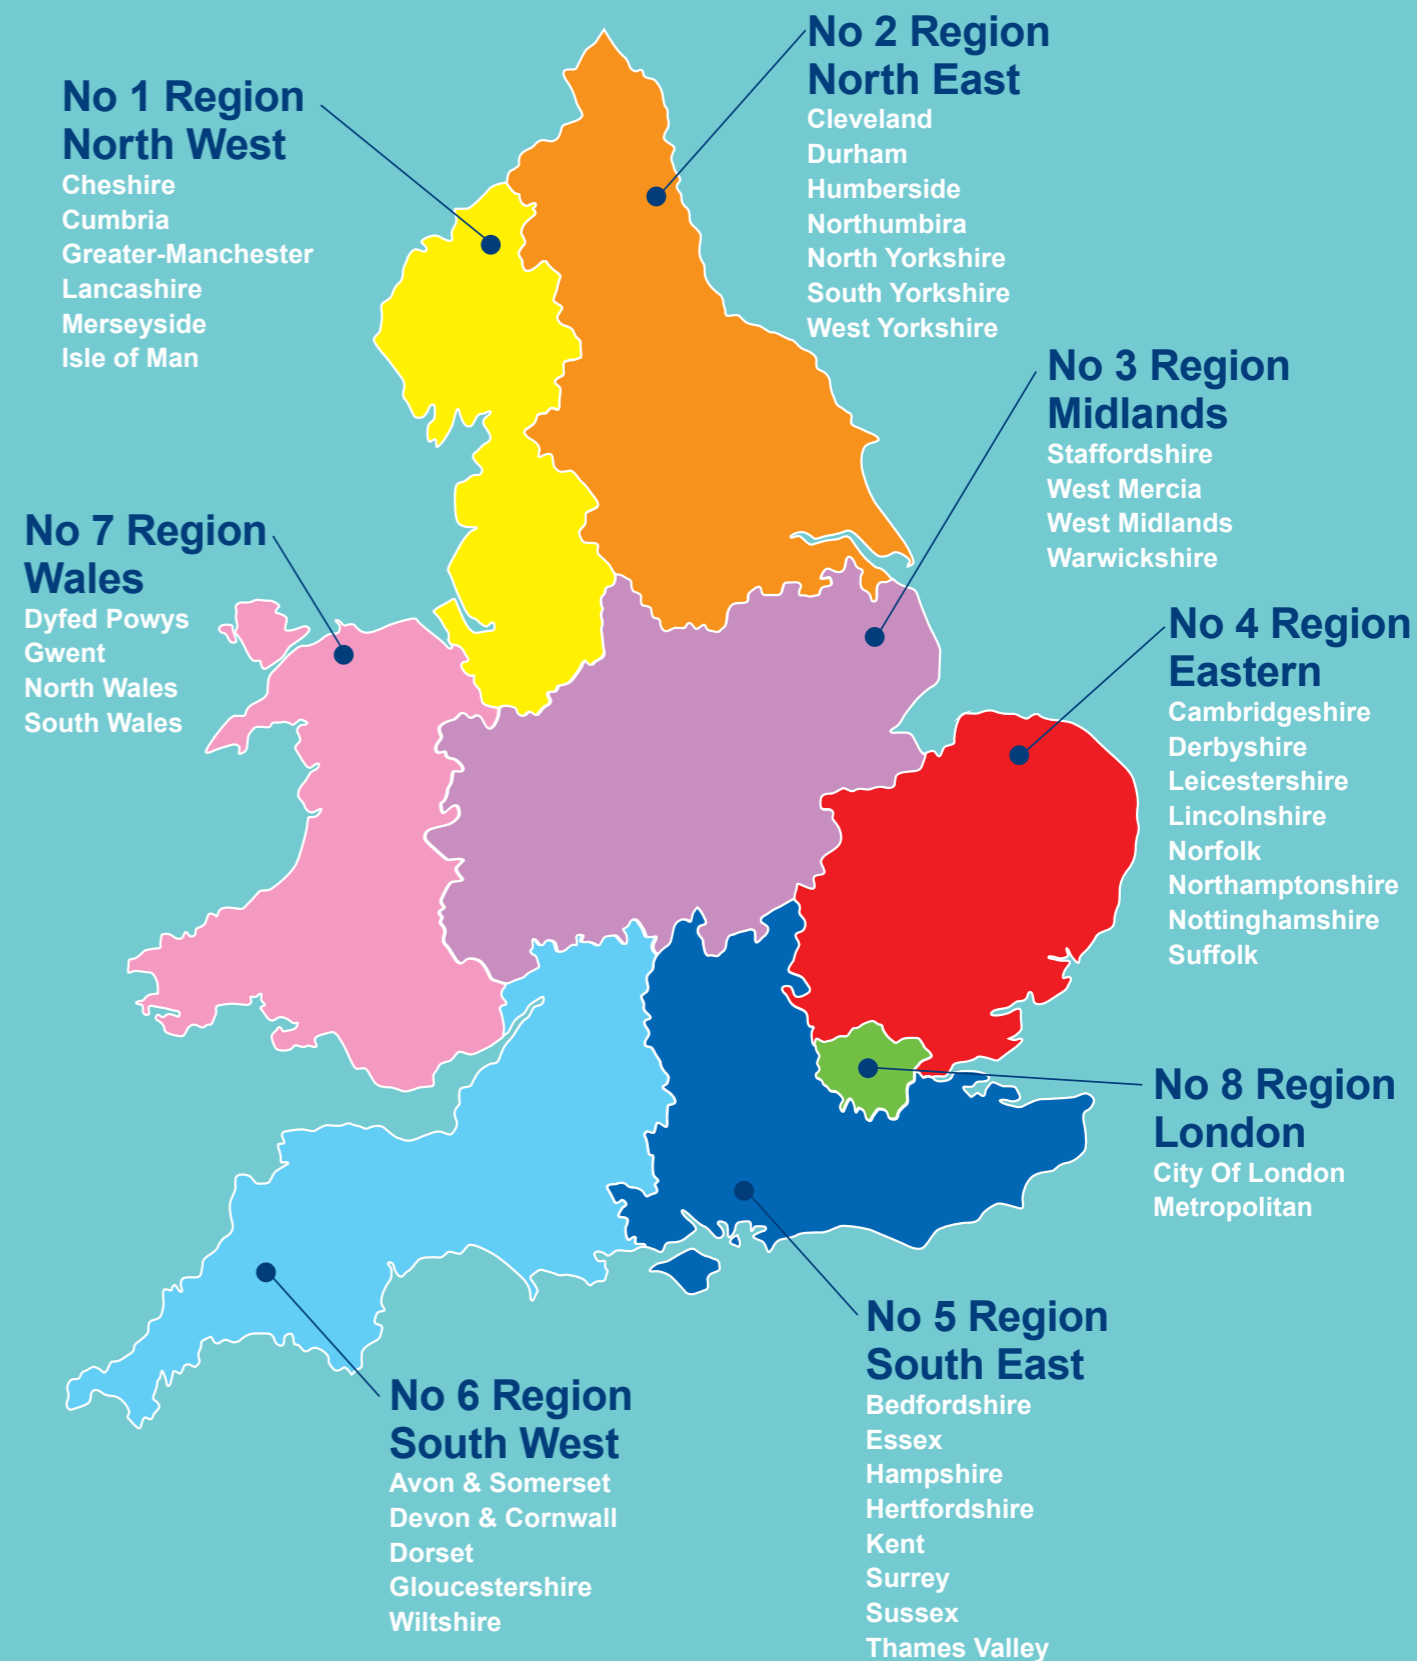 No 1 Region
North West
Cheshire
Cumbria
Greater-Manchester
Lancashire
Merseyside
Isle of Man
No 2 Region
North East
Cleveland
Durham
Humberside
Northumbira
North Yorkshire
South Yorkshire
West Yorkshire
No 3 Region
Midlands
Staffordshire
West Mercia
West Midlands
Warwickshire
No 7 Region
Wales
Dyfed Powys
Gwent
North Wales
South Wales
No 4 Region
Eastern
Cambridgeshire
Derbyshire
Leicestershire
Lincolnshire
Norfolk
Northamptonshire
Nottinghamshire
Suffolk
No 8 Region
London
City Of London
Metropolitan
No 5 Region
South East
Bedfordshire
Essex
Hampshire
Hertfordshire
Kent
Surrey
Sussex
Thames Valley
No 6 Region
South West
Avon & Somerset
Devon & Cornwall
Dorset
Gloucestershire
Wiltshire